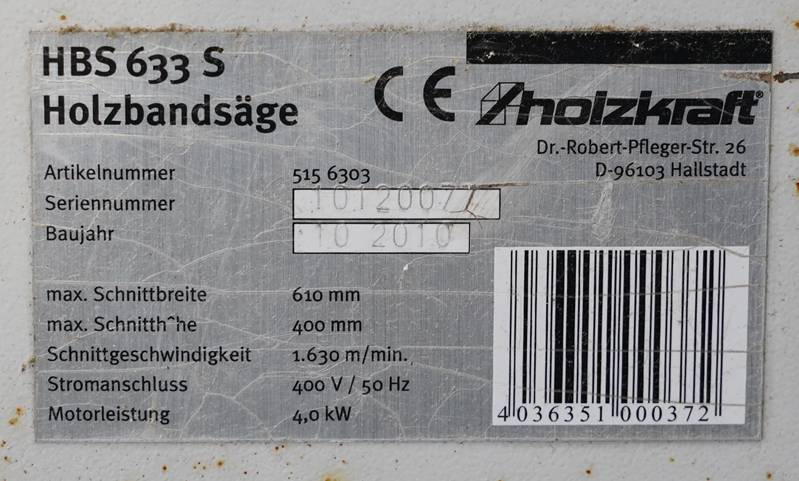 HBS 633 S
Holzbandsäge
CE
holzkraft®
Dr.-Robert-Pfleger-Str. 26
D-96103 Hallstadt
Artikelnummer 515 6303
Seriennummer
Baujahr 10 2010
max. Schnittbreite 610 mm
max. Schnitth^he 400 mm
Schnittgeschwindigkeit 1.630 m/min.
Stromanschluss 400 V / 50 Hz
Motorleistung 4,0 kW
4 036351 000372